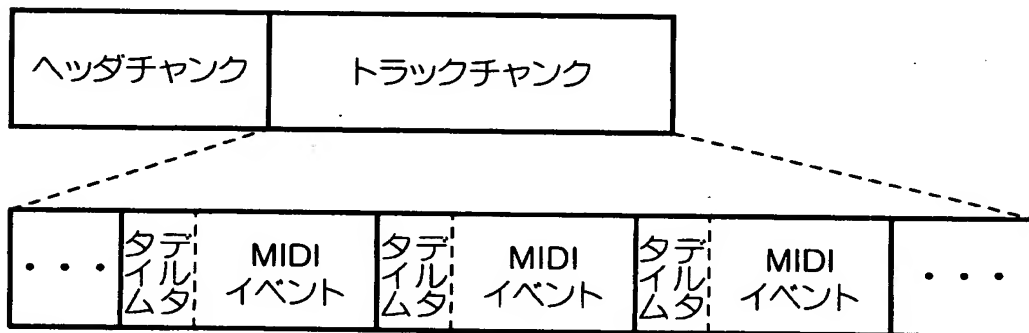 ヘッダチャンク
トラックチャンク
・・・
デルタ
タイム
MIDI
イベント
デルタ
タイム
MIDI
イベント
デルタ
タイム
MIDI
イベント
・・・